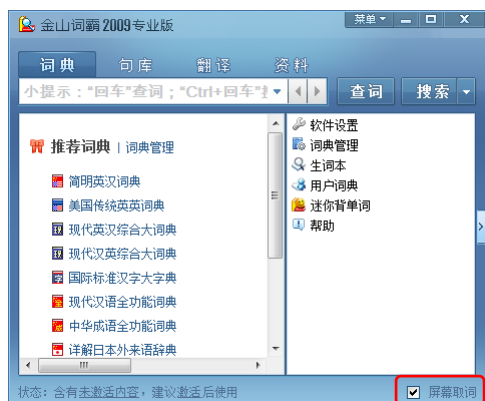 金山词霸2009专业版
菜单
词典 句库 翻译 资料
小提示:“回车”查词;“Ctrl+回车”
查词 搜索
推荐词典 | 词典管理
简明英汉词典
美国传统英英词典
现代英汉综合大词典
现代汉英综合大词典
国际标准汉字大字典
现代汉语全功能词典
中华成语全功能词典
详解日本外来语辞典
软件设置
词典管理
生词本
用户词典
迷你背单词
帮助
状态:含有未激活内容,建议激活后使用
屏幕取词